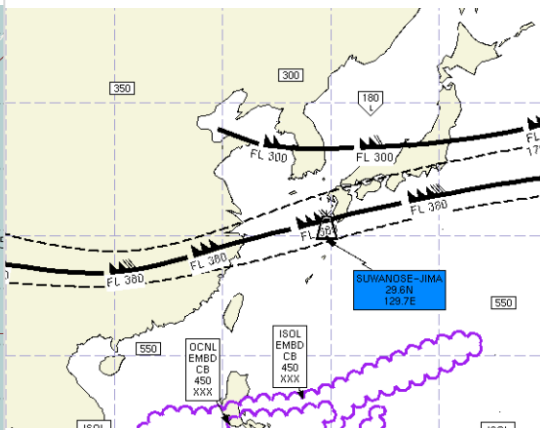 350
300
180
L
FL 300
FL 300
FL 380
FL 380
FL 380
SUWANOSE-JIMA
29.6N
129.7E
550
550
OCNL
EMBD
CB
450
XXX
ISOL
EMBD
CB
450
XXX